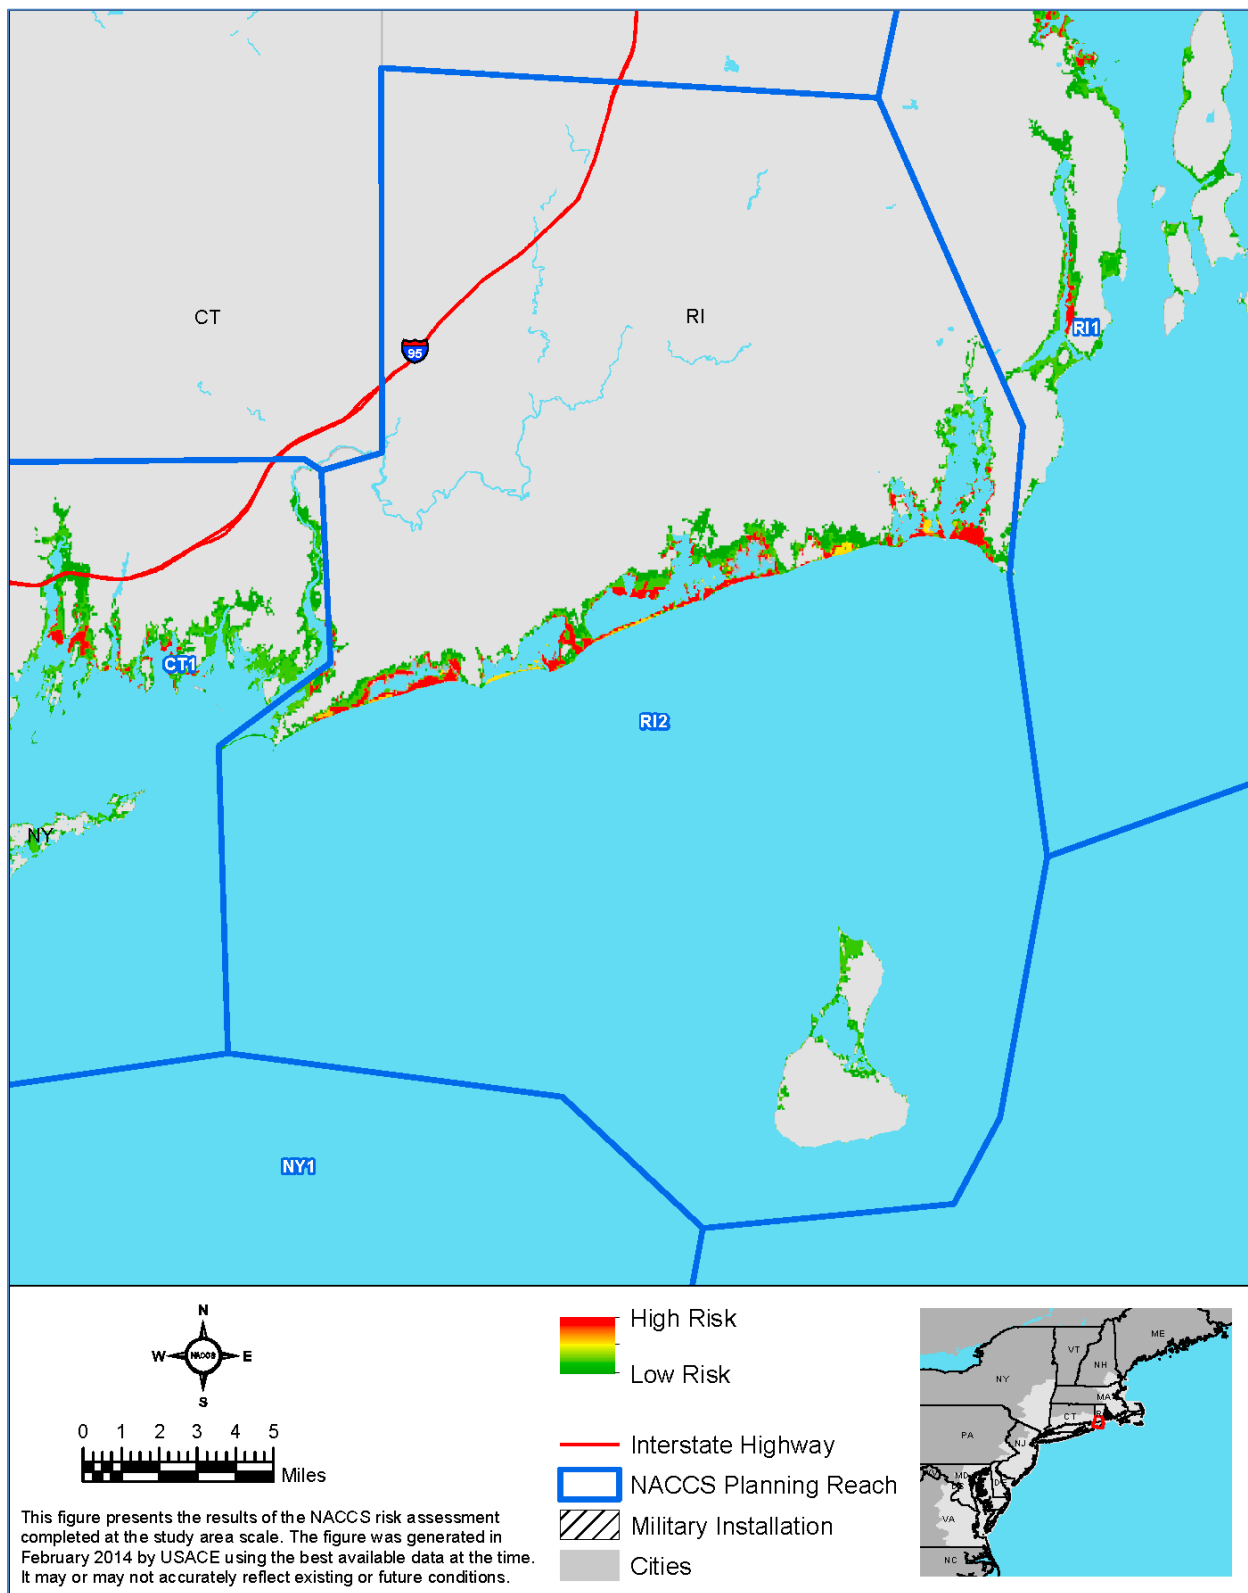 CT
RI
95
RI1
CT1
RI2
NY
NY1
N
W
NACCS
E
S
0 1 2 3 4 5
Miles
This figure presents the results of the NACCS risk assessment
completed at the study area scale. The figure was generated in
February 2014 by USACE using the best available data at the time.
It may or may not accurately reflect existing or future conditions.
High Risk
Low Risk
Interstate Highway
NACCS Planning Reach
Military Installation
Cities
ME
VT
NH
NY
MA
CT
PA
NJ
MD
VA
NC